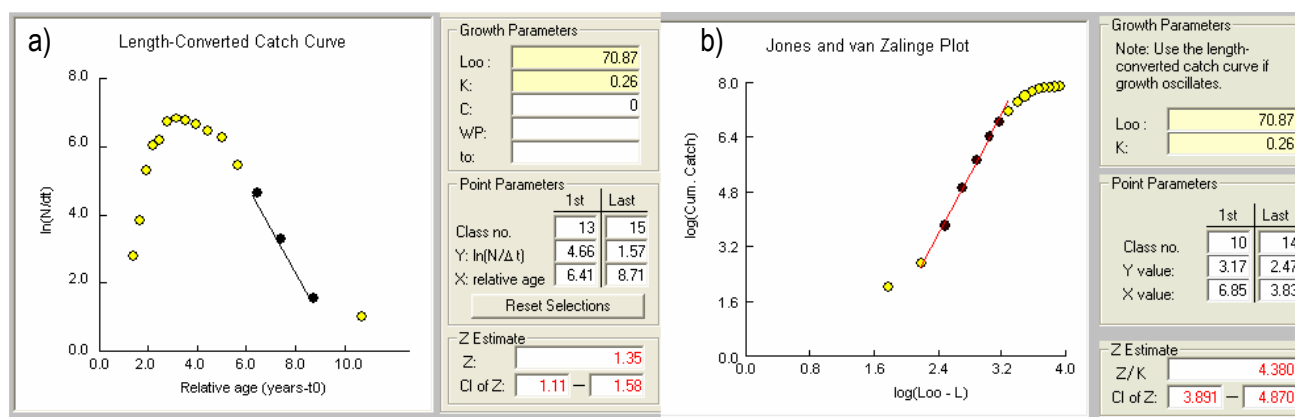 a)
Length-Converted Catch Curve
8.0
6.0
4.0
2.0
0.0
ln(N/dt)
0.0 2.0 4.0 6.0 8.0 10.0
Relative age (years-t0)
Growth Parameters
Loo : 70.87
K: 0.26
C: 0
WP:
to:
Point Parameters
1st Last
Class no. 13 15
Y: ln(N/Δ t) 4.66 1.57
X: relative age 6.41 8.71
Reset Selections
Z Estimate
Z: 1.35
CI of Z: 1.11 — 1.58
b)
Jones and van Zalinge Plot
8.0
6.4
4.8
3.2
1.6
0.0
log(Cum. Catch)
0.0 0.8 1.6 2.4 3.2 4.0
log(Loo - L)
Growth Parameters
Note: Use the length-
converted catch curve if
growth oscillates.
Loo : 70.87
K: 0.26
Point Parameters
1st Last
Class no. 10 14
Y value: 3.17 2.47
X value: 6.85 3.83
Z Estimate
Z/K 4.380
CI of Z: 3.891 — 4.870